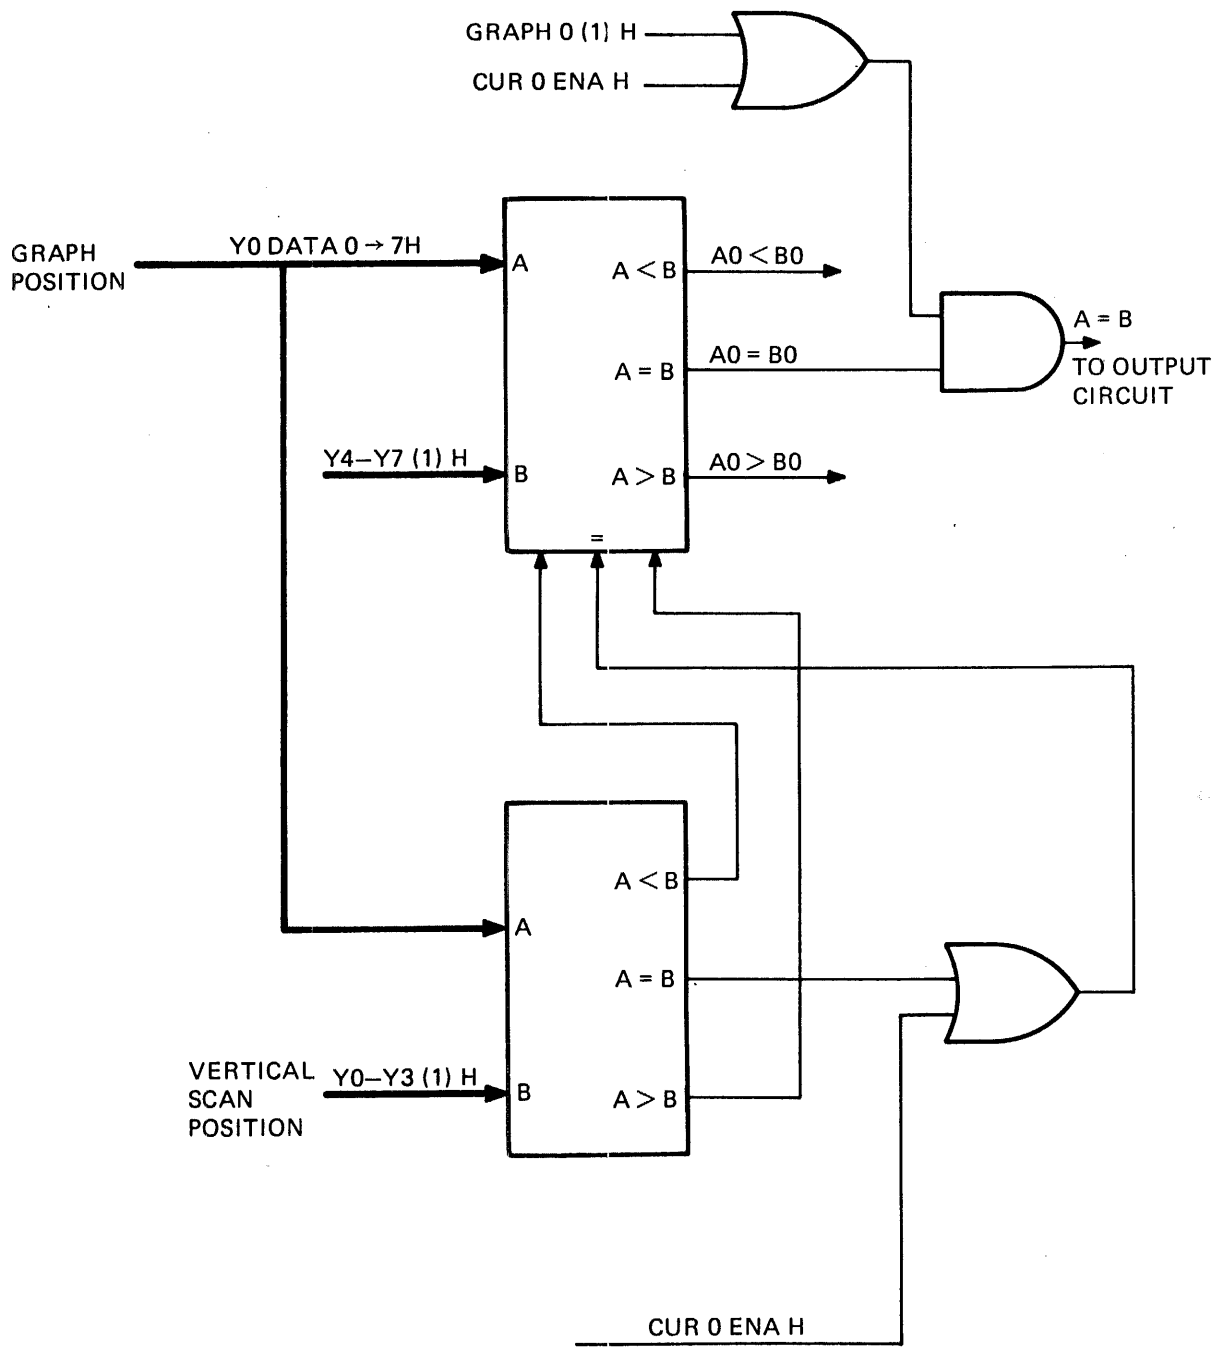 GRAPH 0 (1) H
CUR 0 ENA H
GRAPH
POSITION
Y0 DATA 0 → 7H
A
A < B
A0 < B0
A = B
A0 = B0
A = B
TO OUTPUT
CIRCUIT
Y4–Y7 (1) H
B
A > B
A0 > B0
=
A < B
A
A = B
VERTICAL
SCAN
POSITION
Y0–Y3 (1) H
B
A > B
CUR 0 ENA H